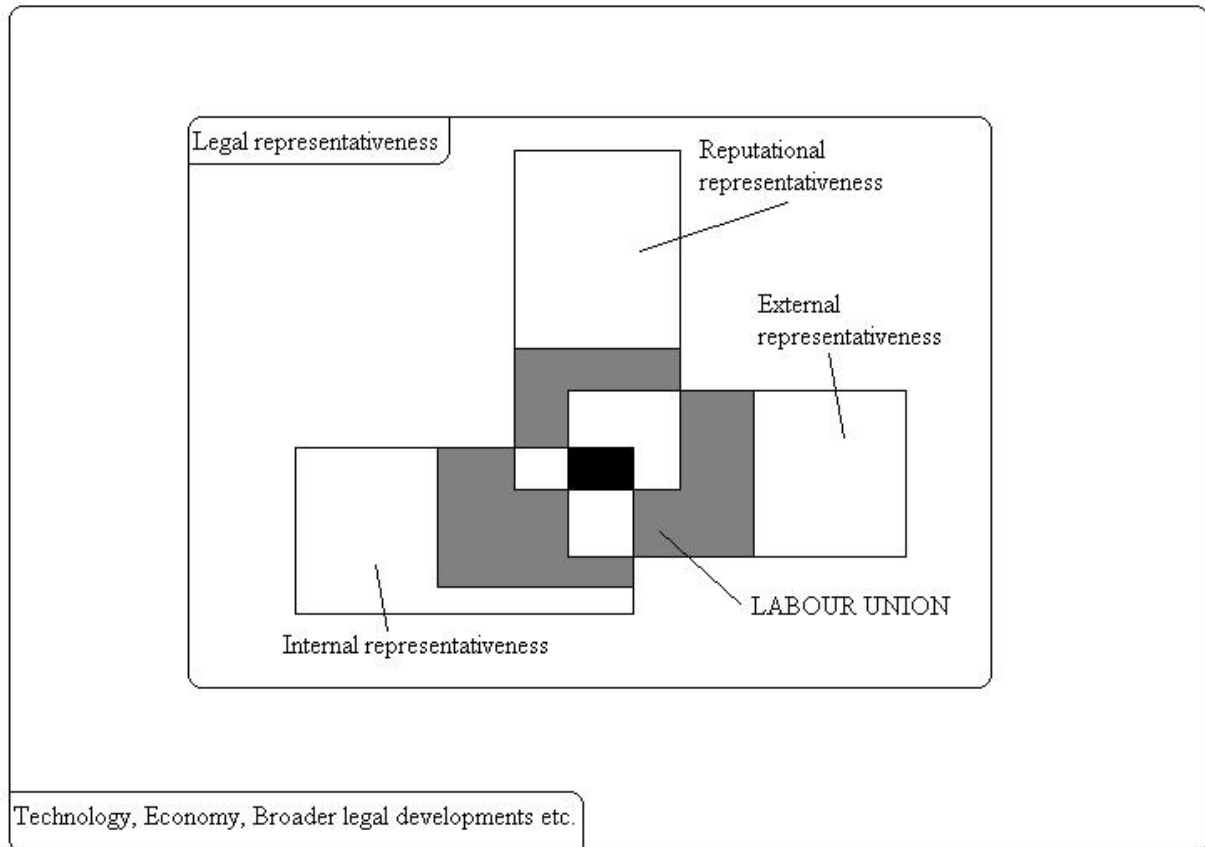 Legal representativeness
Reputational
representativeness
External
representativeness
LABOUR UNION
Internal representativeness
Technology, Economy, Broader legal developments etc.